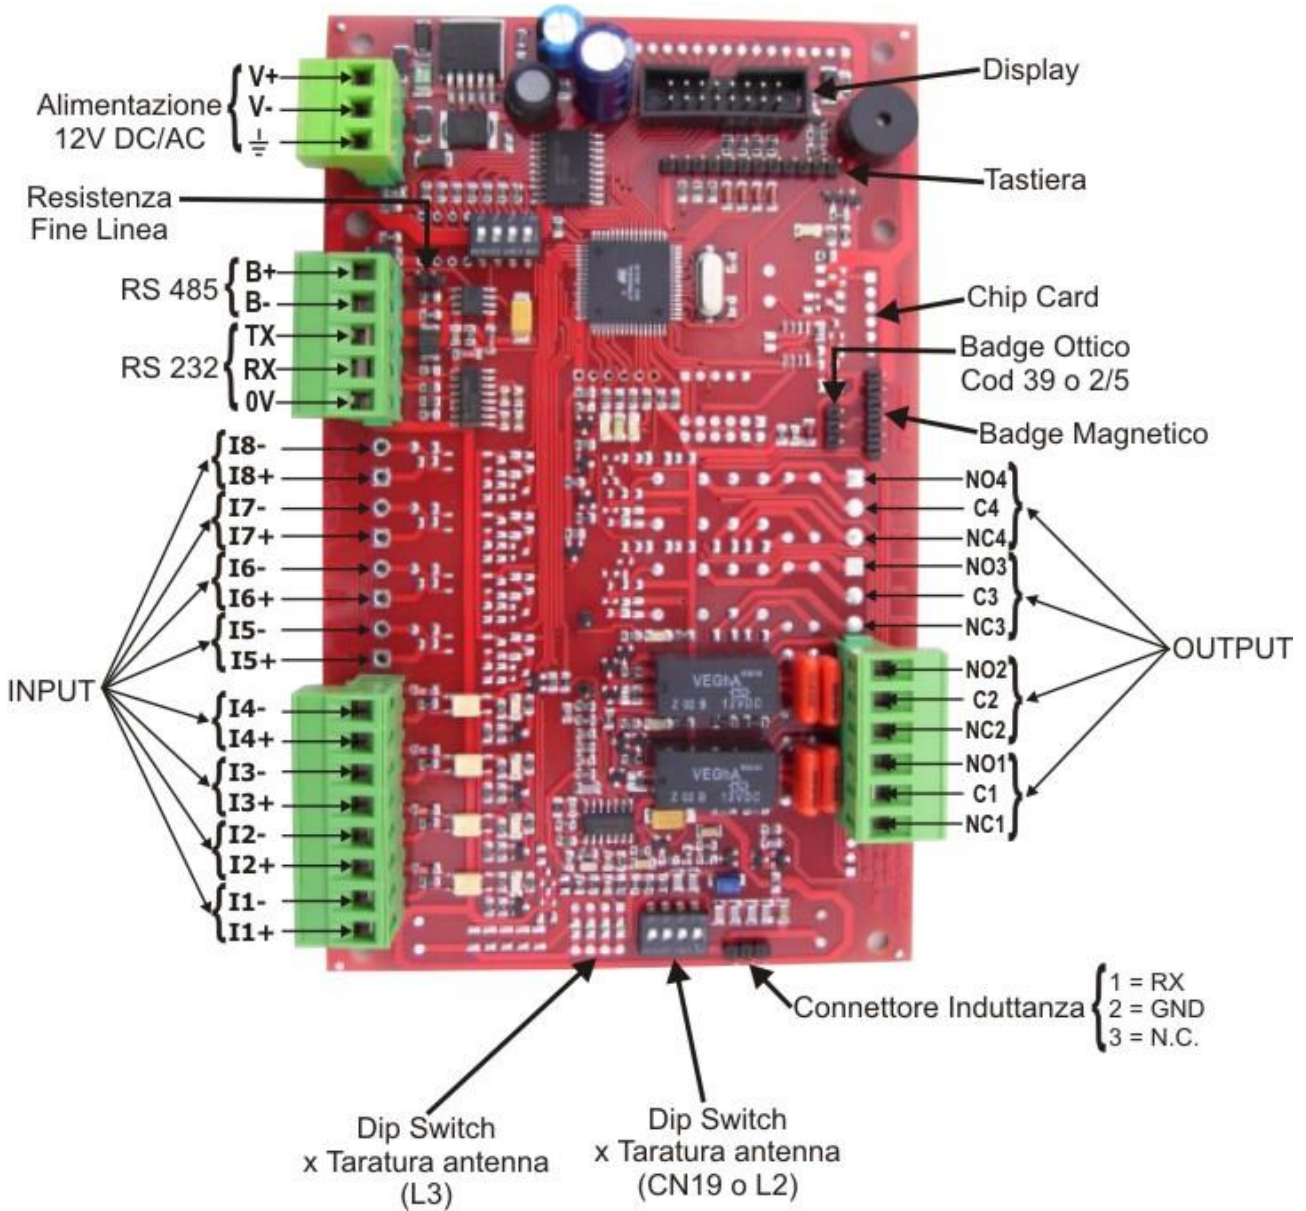 V+
V-
Alimentazione
12V DC/AC
Display
Tastiera
Resistenza
Fine Linea
RS 485
B+
B-
RS 232
TX
RX
0V
Chip Card
Badge Ottico
Cod 39 o 2/5
Badge Magnetico
INPUT
I8-
I8+
I7-
I7+
I6-
I6+
I5-
I5+
I4-
I4+
I3-
I3+
I2-
I2+
I1-
I1+
NO4
C4
NC4
NO3
C3
NC3
NO2
C2
NC2
NO1
C1
NC1
OUTPUT
VEGhA
12VDC
VEGhA
12VDC
Connettore Induttanza
1 = RX
2 = GND
3 = N.C.
Dip Switch
x Taratura antenna
(L3)
Dip Switch
x Taratura antenna
(CN19 o L2)